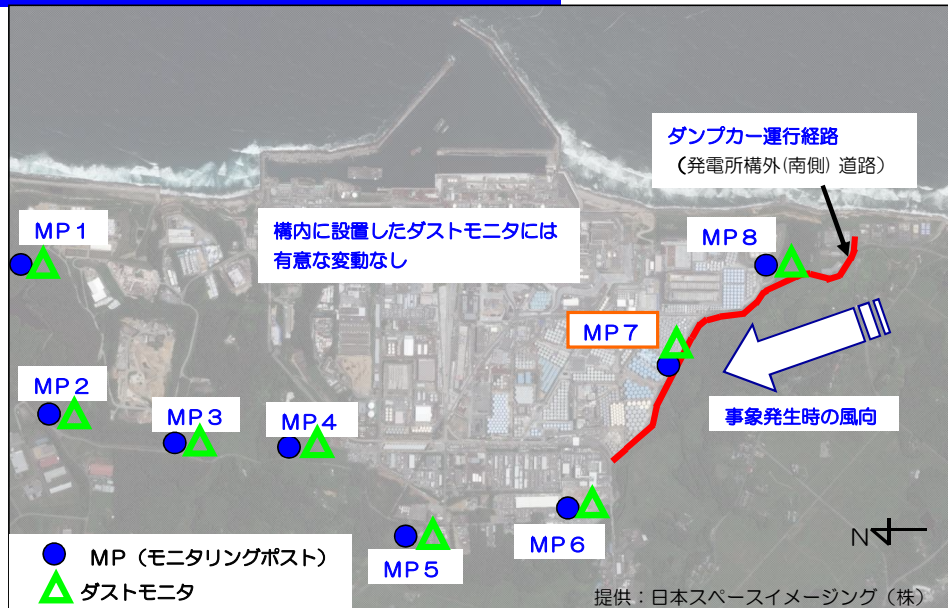 ダンプカー運行経路
（発電所構外(南側) 道路）
MP1
構内に設置したダストモニタには
有意な変動なし
MP8
MP7
MP2
MP3
MP4
事象発生時の風向
MP6
MP5
N
MP（モニタリングポスト）
ダストモニタ
提供：日本スペースイメージング（株）